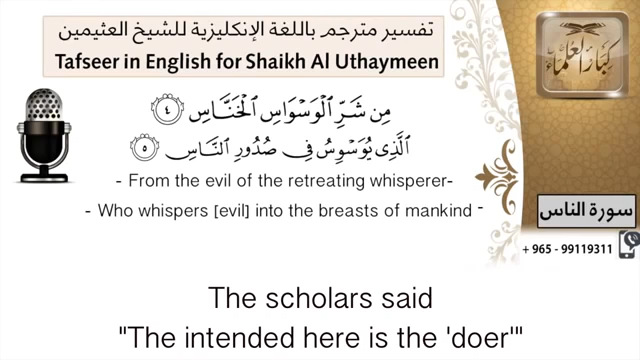 تفسير مترجم باللغة الإنكليزية للشيخ العثيمين
Tafseer in English for Shaikh Al Uthaymeen
كبار العلماء
مِن شَرِّ ٱلْوَسْوَاسِ ٱلْخَنَّاسِ ٤
ٱلَّذِي يُوَسْوِسُ فِي صُدُورِ ٱلنَّاسِ ٥
- From the evil of the retreating whisperer-
- Who whispers [evil] into the breasts of mankind -
سورة الناس
+ 965 - 99119311
The scholars said
"The intended here is the 'doer'"